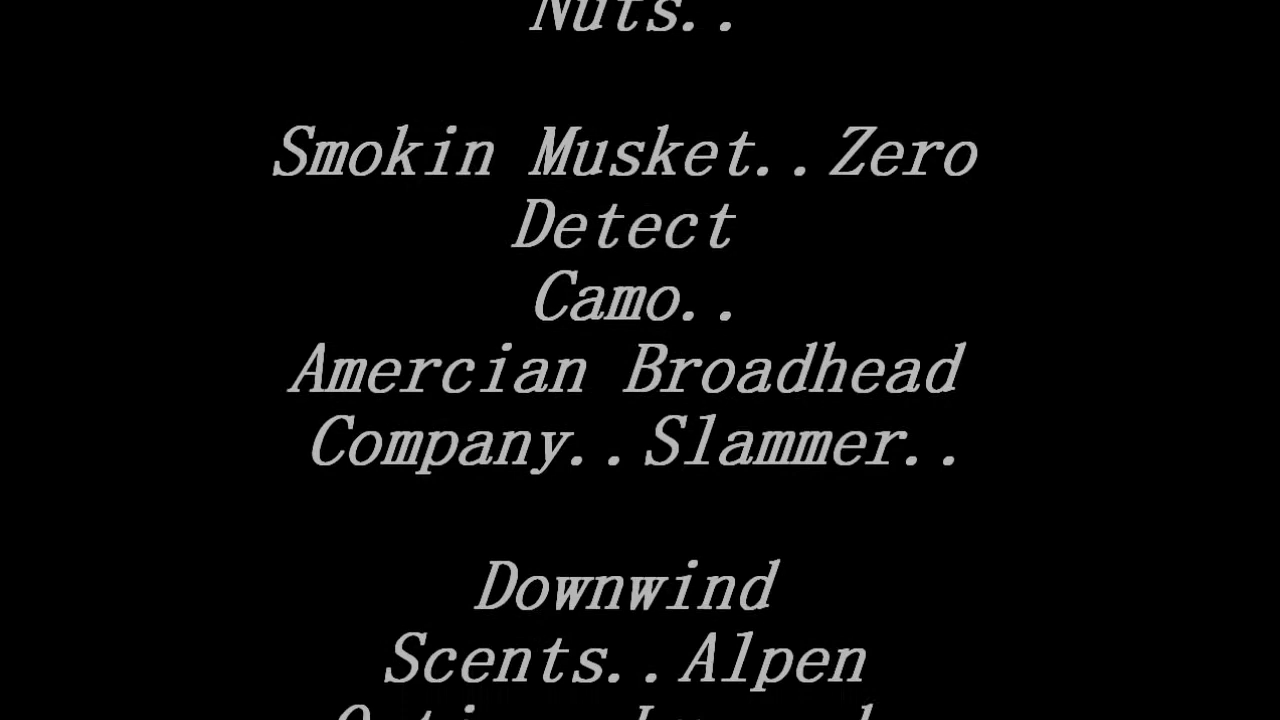 Nuts..
Smokin Musket..Zero
Detect
Camo..
Amercian Broadhead
Company..Slammer..
Downwind
Scents..Alpen